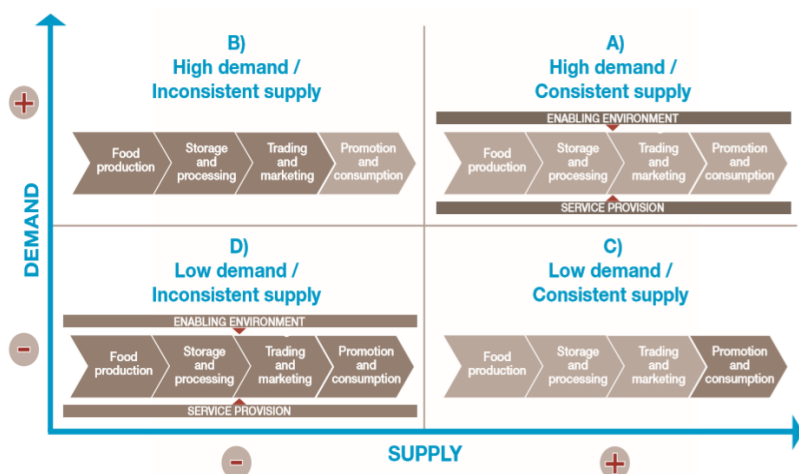 B)
High demand /
Inconsistent supply
Food
production
Storage
and
processing
Trading
and
marketing
Promotion
and
consumption
A)
High demand /
Consistent supply
ENABLING ENVIRONMENT
Food
production
Storage
and
processing
Trading
and
marketing
Promotion
and
consumption
SERVICE PROVISION
D)
Low demand /
Inconsistent supply
ENABLING ENVIRONMENT
Food
production
Storage
and
processing
Trading
and
marketing
Promotion
and
consumption
SERVICE PROVISION
C)
Low demand /
Consistent supply
Food
production
Storage
and
processing
Trading
and
marketing
Promotion
and
consumption
DEMAND
+
-
SUPPLY
-
+